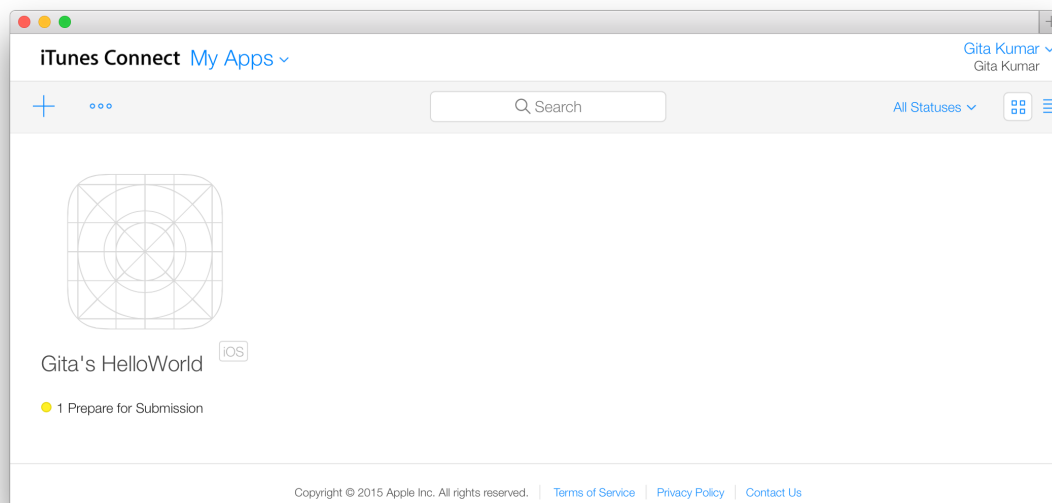 iTunes Connect My Apps
Gita Kumar
Gita Kumar
Search
All Statuses
iOS
Gita's HelloWorld
1 Prepare for Submission
Copyright © 2015 Apple Inc. All rights reserved. Terms of Service Privacy Policy Contact Us